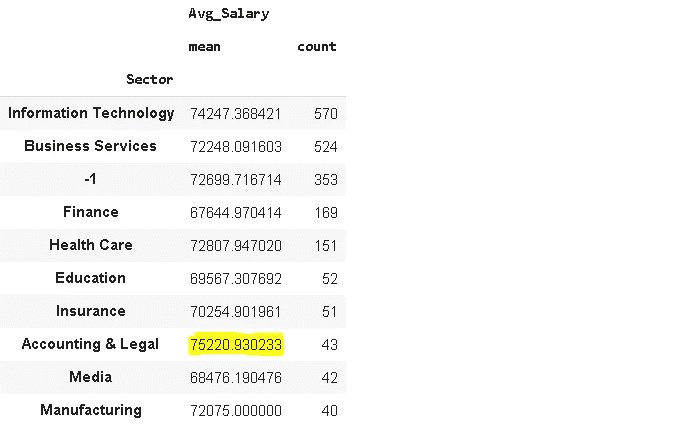 Avg_Salary
mean count
Sector
Information Technology 74247.368421 570
Business Services 72248.091603 524
-1 72699.716714 353
Finance 67644.970414 169
Health Care 72807.947020 151
Education 69567.307692 52
Insurance 70254.901961 51
Accounting & Legal 75220.930233 43
Media 68476.190476 42
Manufacturing 72075.000000 40